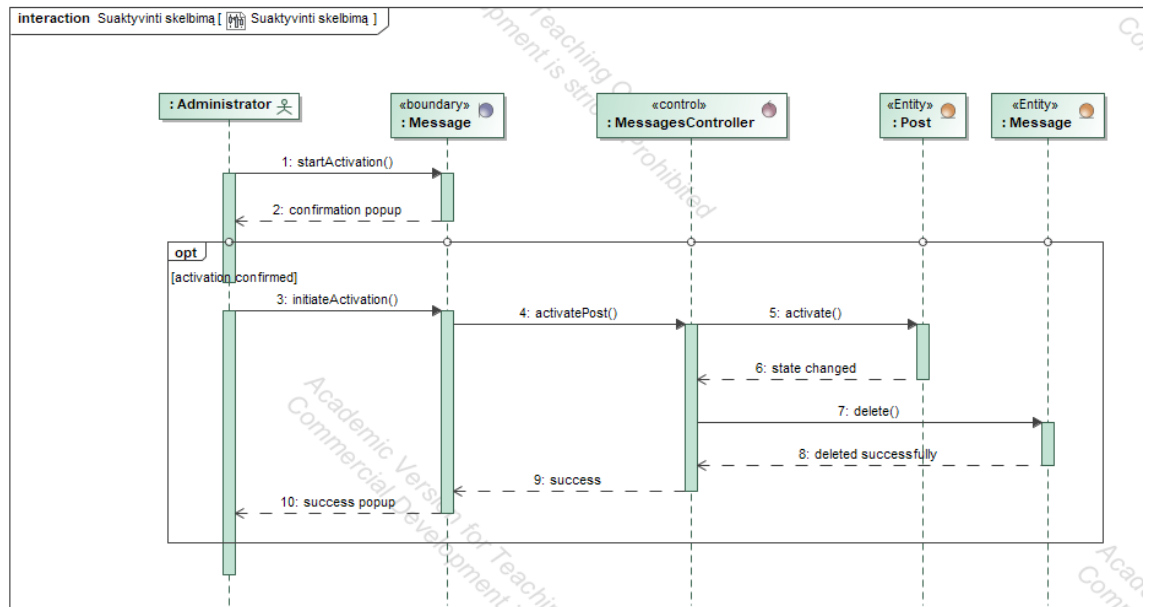 interaction Suaktyvinti skelbimą [ Suaktyvinti skelbimą ]
: Administrator
«boundary»
: Message
«control»
: MessagesController
«Entity»
: Post
«Entity»
: Message
1: startActivation()
2: confirmation popup
opt
[activation confirmed]
3: initiateActivation()
4: activatePost()
5: activate()
6: state changed
7: delete()
8: deleted successfully
9: success
10: success popup
Teaching
ment is Prohibited
Academic Version for Teaching
Commercial Development